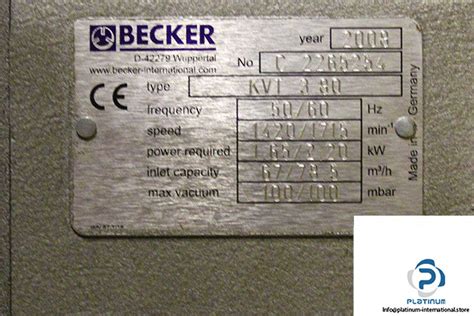 BECKER
D-42279 Wuppertal
www.becker-international.com
year 2008
No C 2265254
type KVT 3 80
frequency 50/60 Hz
speed 1420/1715 min-1
power required 1.65/2.20 kW
inlet capacity 67/79.5 m³/h
max vacuum 100/100 mbar
CE
Made in Germany
PLATINUM
Info@platinum-international.store